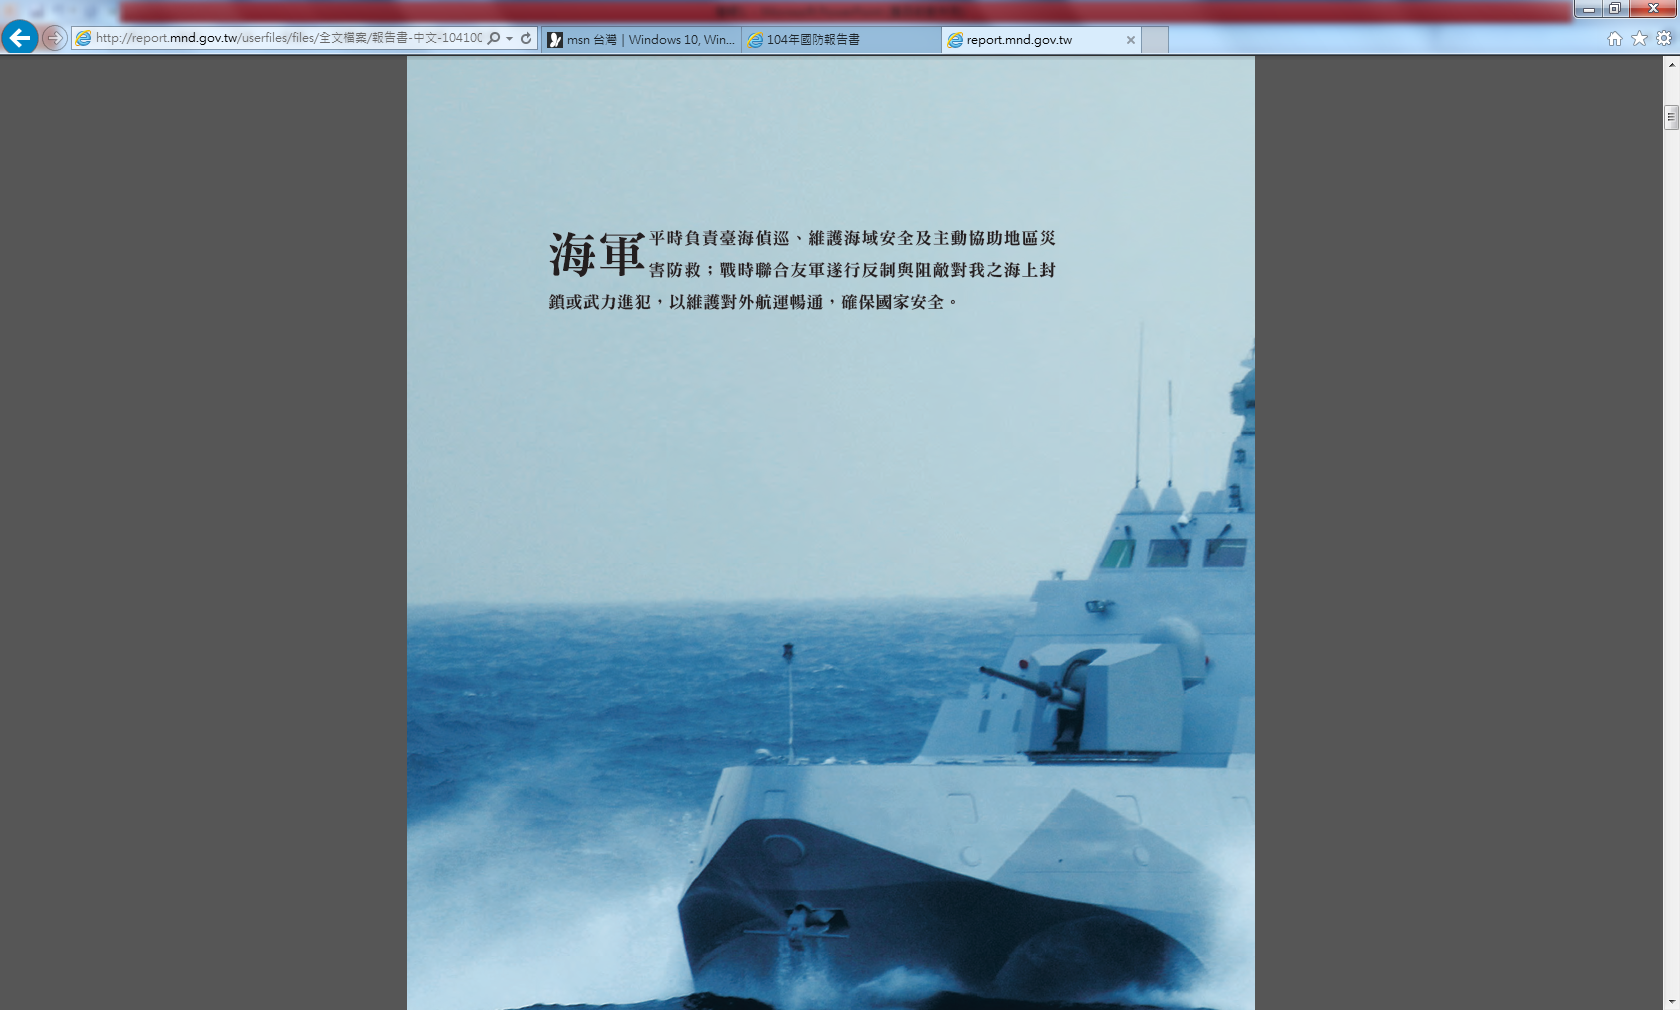 http://report.mnd.gov.tw/userfiles/files/全文檔案/報告書-中文-104100
msn 台灣 | Windows 10, Win...
104年國防報告書
report.mnd.gov.tw
海軍平時負責臺海偵巡、維護海域安全及主動協助地區災
害防救；戰時聯合友軍遂行反制與阻敵對我之海上封
鎖或武力進犯，以維護對外航運暢通，確保國家安全。